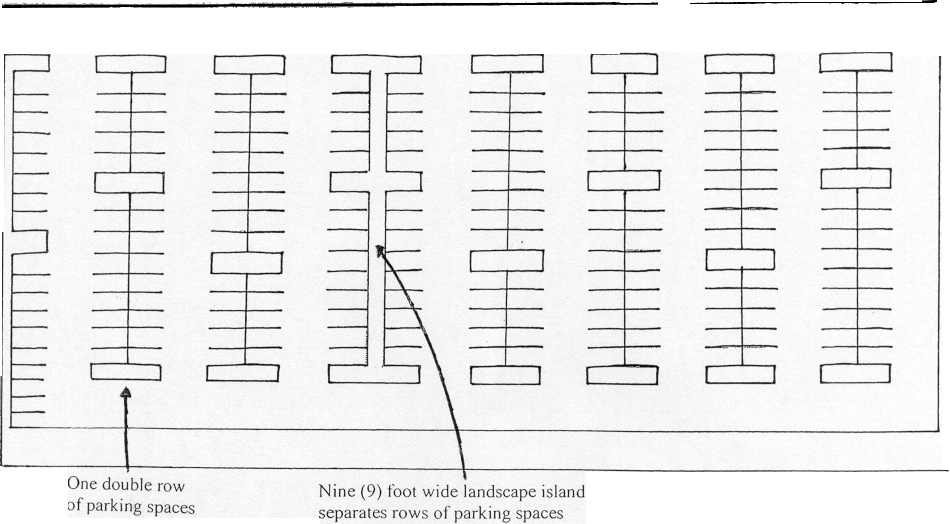 One double row
of parking spaces
Nine (9) foot wide landscape island
separates rows of parking spaces